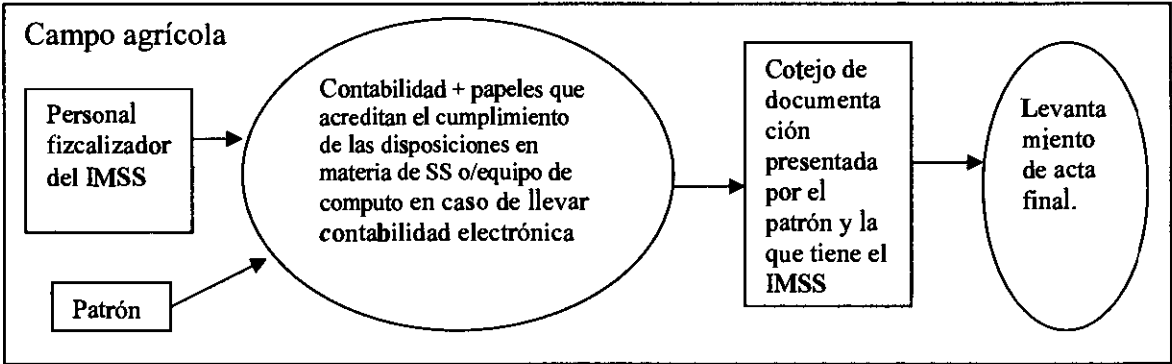 Campo agrícola
Personal
fizcalizador
del IMSS
Patrón
Contabilidad + papeles que
acreditan el cumplimiento
de las disposiciones en
materia de SS o/equipo de
computo en caso de llevar
contabilidad electrónica
Cotejo de
documenta
ción
presentada
por el
patrón y la
que tiene el
IMSS
Levanta
miento
de acta
final.